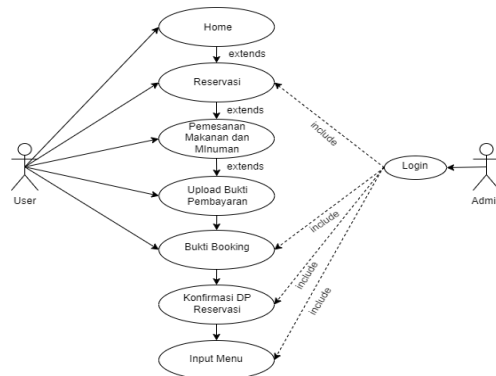 Home
extends
Reservasi
extends
Pemesanan
Makanan dan
MInuman
include
extends
Login
User
Admi
Upload Bukti
Pembayaran
include
Bukti Booking
include
Konfirmasi DP
Reservasi
include
Input Menu